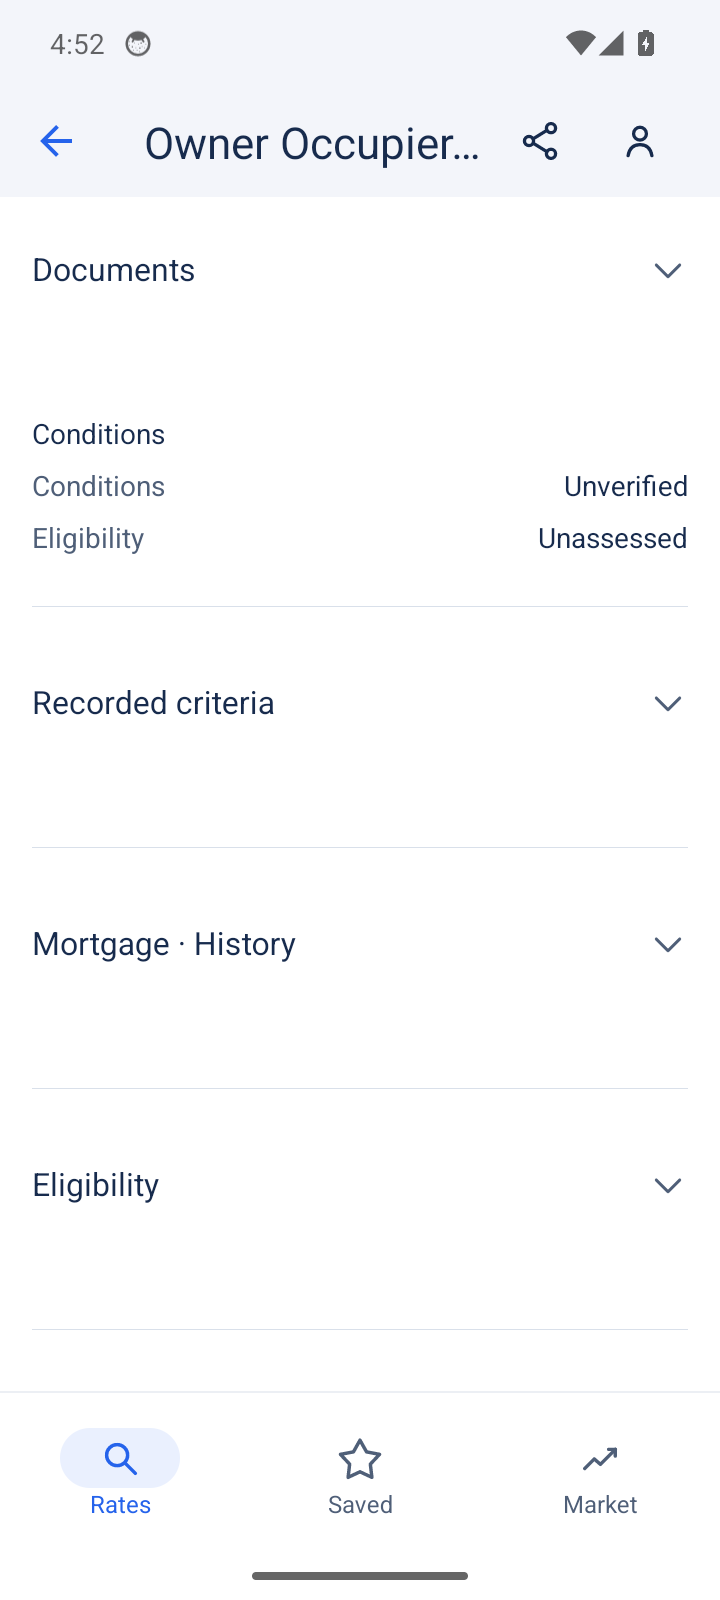 4:52
Owner Occupier...
Documents
Conditions
Conditions Unverified
Eligibility Unassessed
Recorded criteria
Mortgage · History
Eligibility
Rates Saved Market